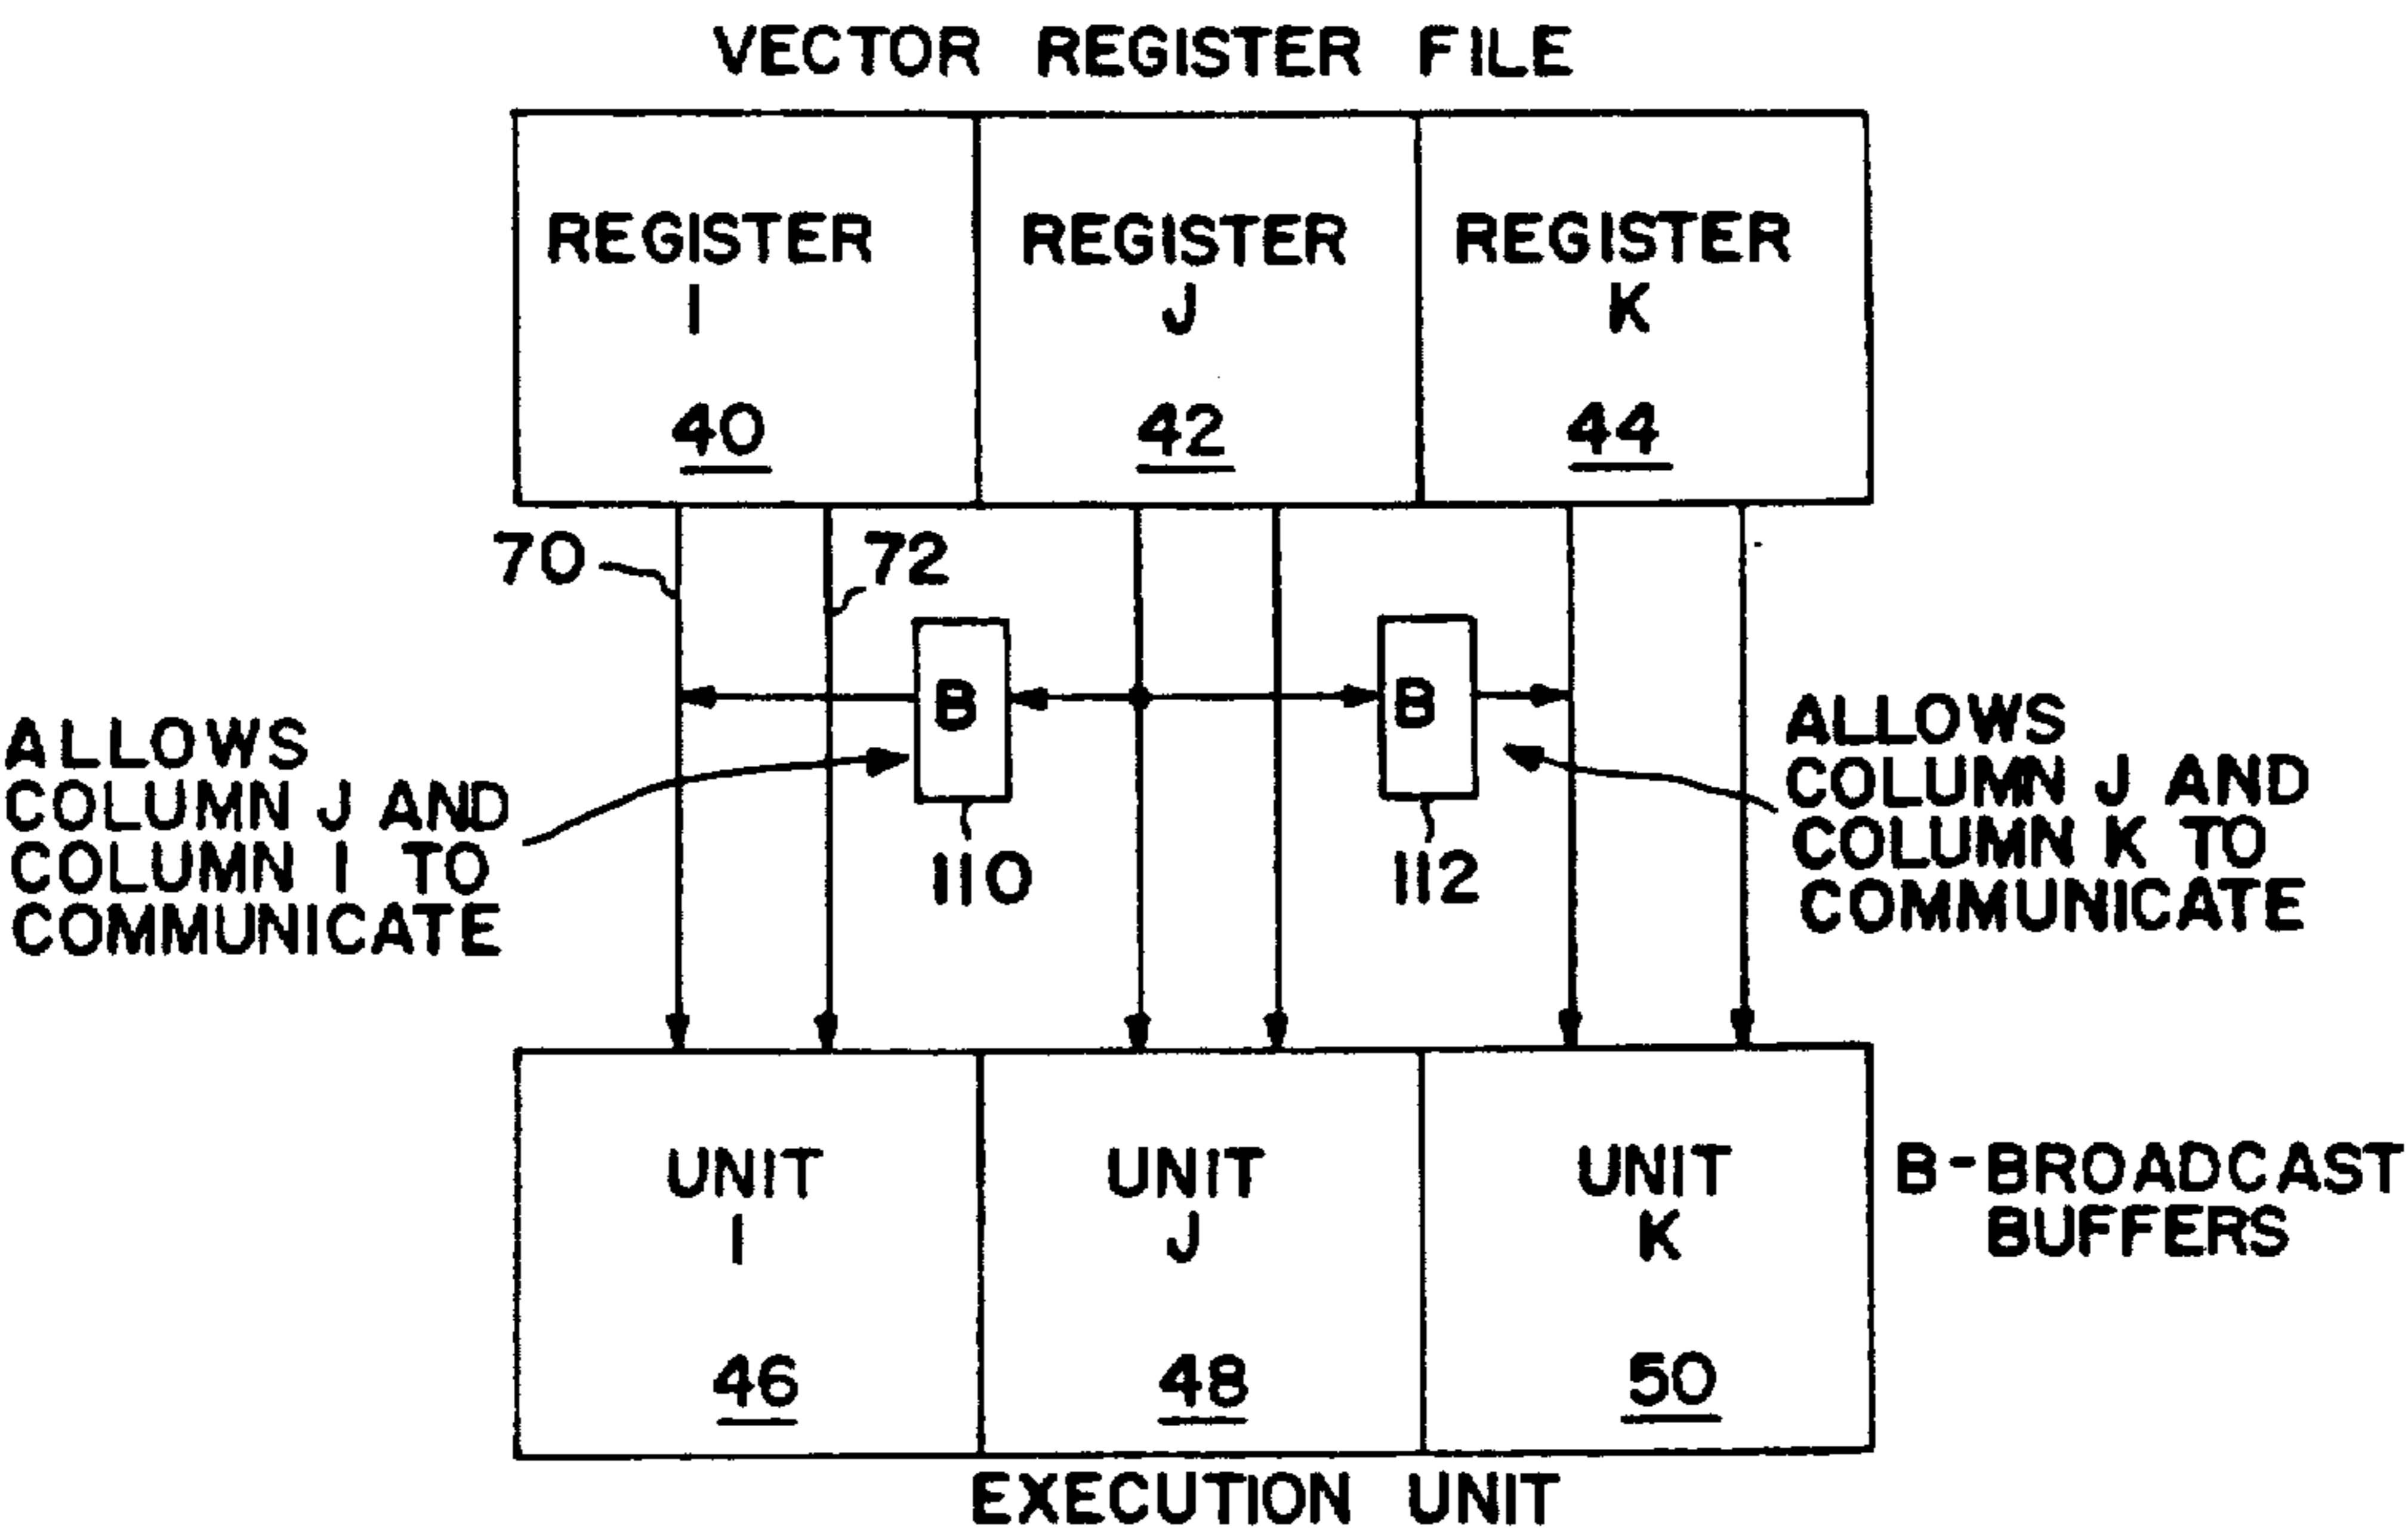 VECTOR REGISTER FILE
REGISTER
I
40
REGISTER
J
42
REGISTER
K
44
70
72
B
B
ALLOWS
COLUMN J AND
COLUMN I TO
COMMUNICATE
110
112
ALLOWS
COLUMN J AND
COLUMN K TO
COMMUNICATE
UNIT
I
46
UNIT
J
48
UNIT
K
50
B-BROADCAST
BUFFERS
EXECUTION UNIT